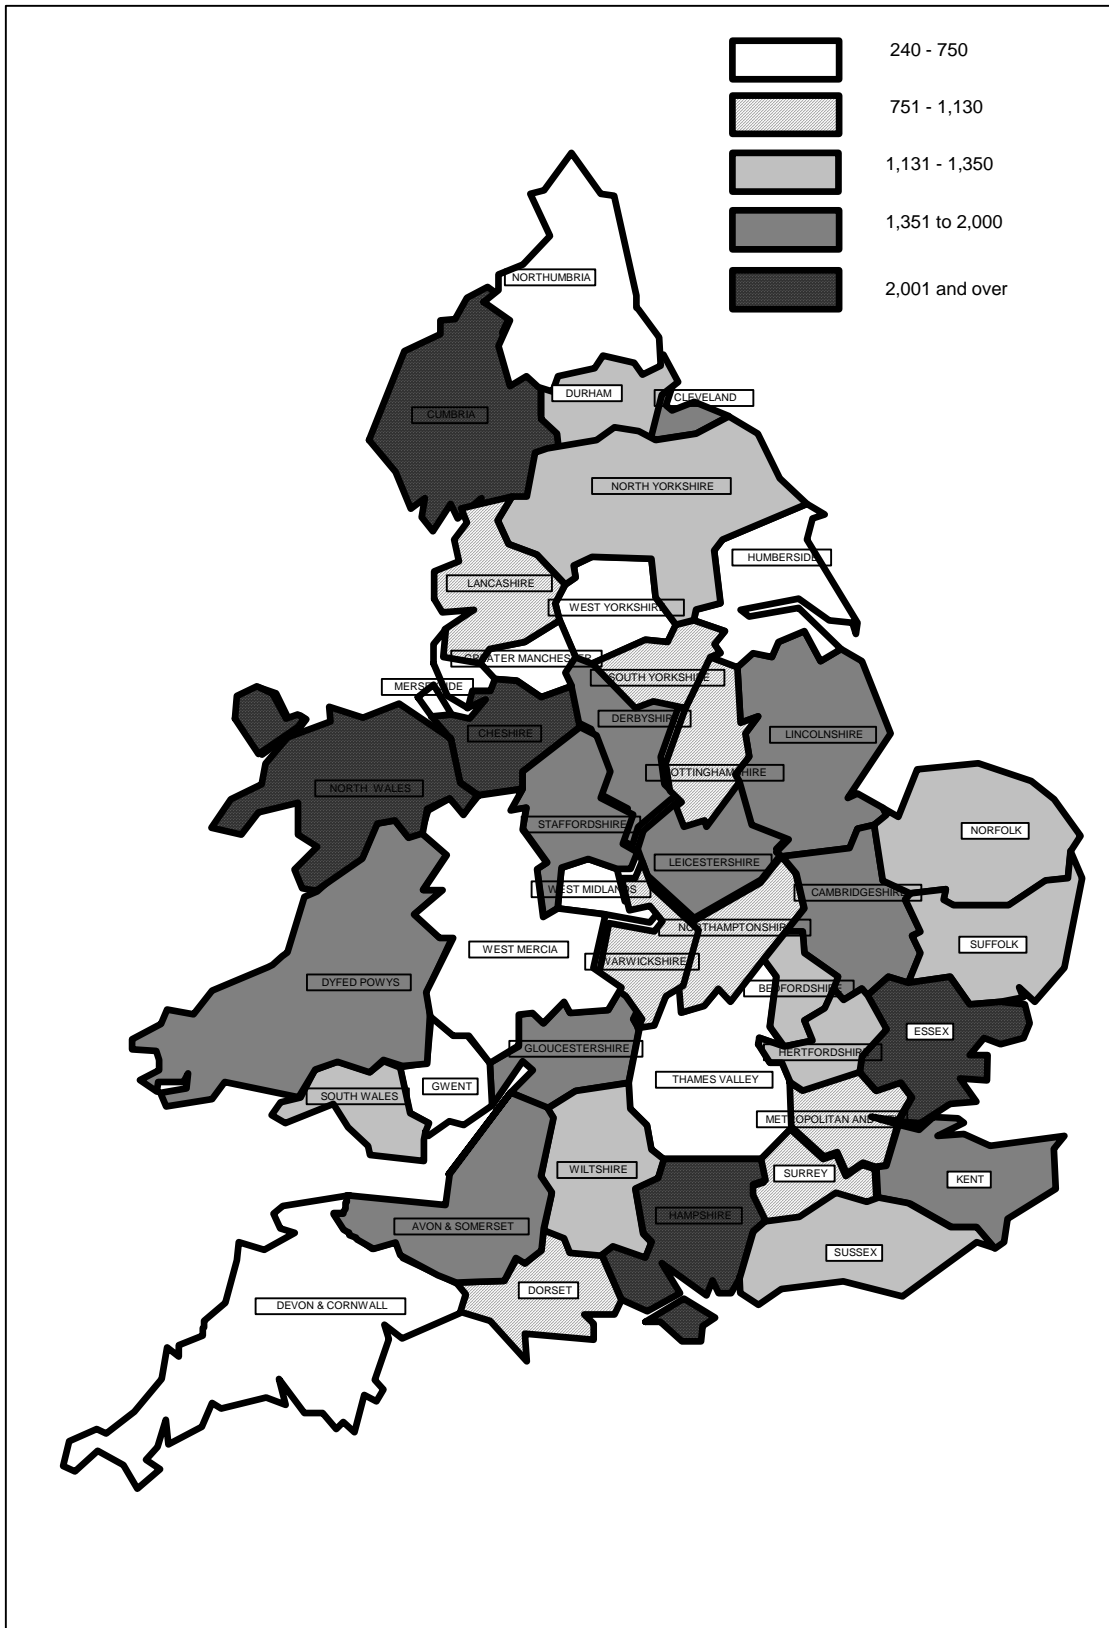 240 - 750
751 - 1,130
1,131 - 1,350
1,351 to 2,000
2,001 and over
NORTHUMBRIA
DURHAM
CLEVELAND
CUMBRIA
NORTH YORKSHIRE
HUMBERSIDE
LANCASHIRE
WEST YORKSHIRE
GREATER MANCHESTER
SOUTH YORKSHIRE
MERSEYSIDE
DERBYSHIRE
CHESHIRE
LINCOLNSHIRE
NOTTINGHAMSHIRE
NORTH WALES
STAFFORDSHIRE
NORFOLK
LEICESTERSHIRE
WEST MIDLANDS
CAMBRIDGESHIRE
NORTHAMPTONSHIRE
SUFFOLK
WEST MERCIA
WARWICKSHIRE
DYFED POWYS
BEDFORDSHIRE
ESSEX
GLOUCESTERSHIRE
HERTFORDSHIRE
THAMES VALLEY
GWENT
SOUTH WALES
METROPOLITAN AND
WILTSHIRE
SURREY
KENT
HAMPSHIRE
AVON & SOMERSET
SUSSEX
DORSET
DEVON & CORNWALL